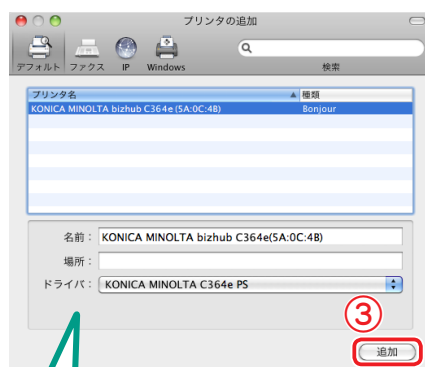 プリンタの追加
デフォルト ファクス IP Windows 検索
プリンタ名 種類
KONICA MINOLTA bizhub C364e (5A:0C:4B) Bonjour
名前： KONICA MINOLTA bizhub C364e(5A:0C:4B)
場所：
ドライバ： KONICA MINOLTA C364e PS
③
追加